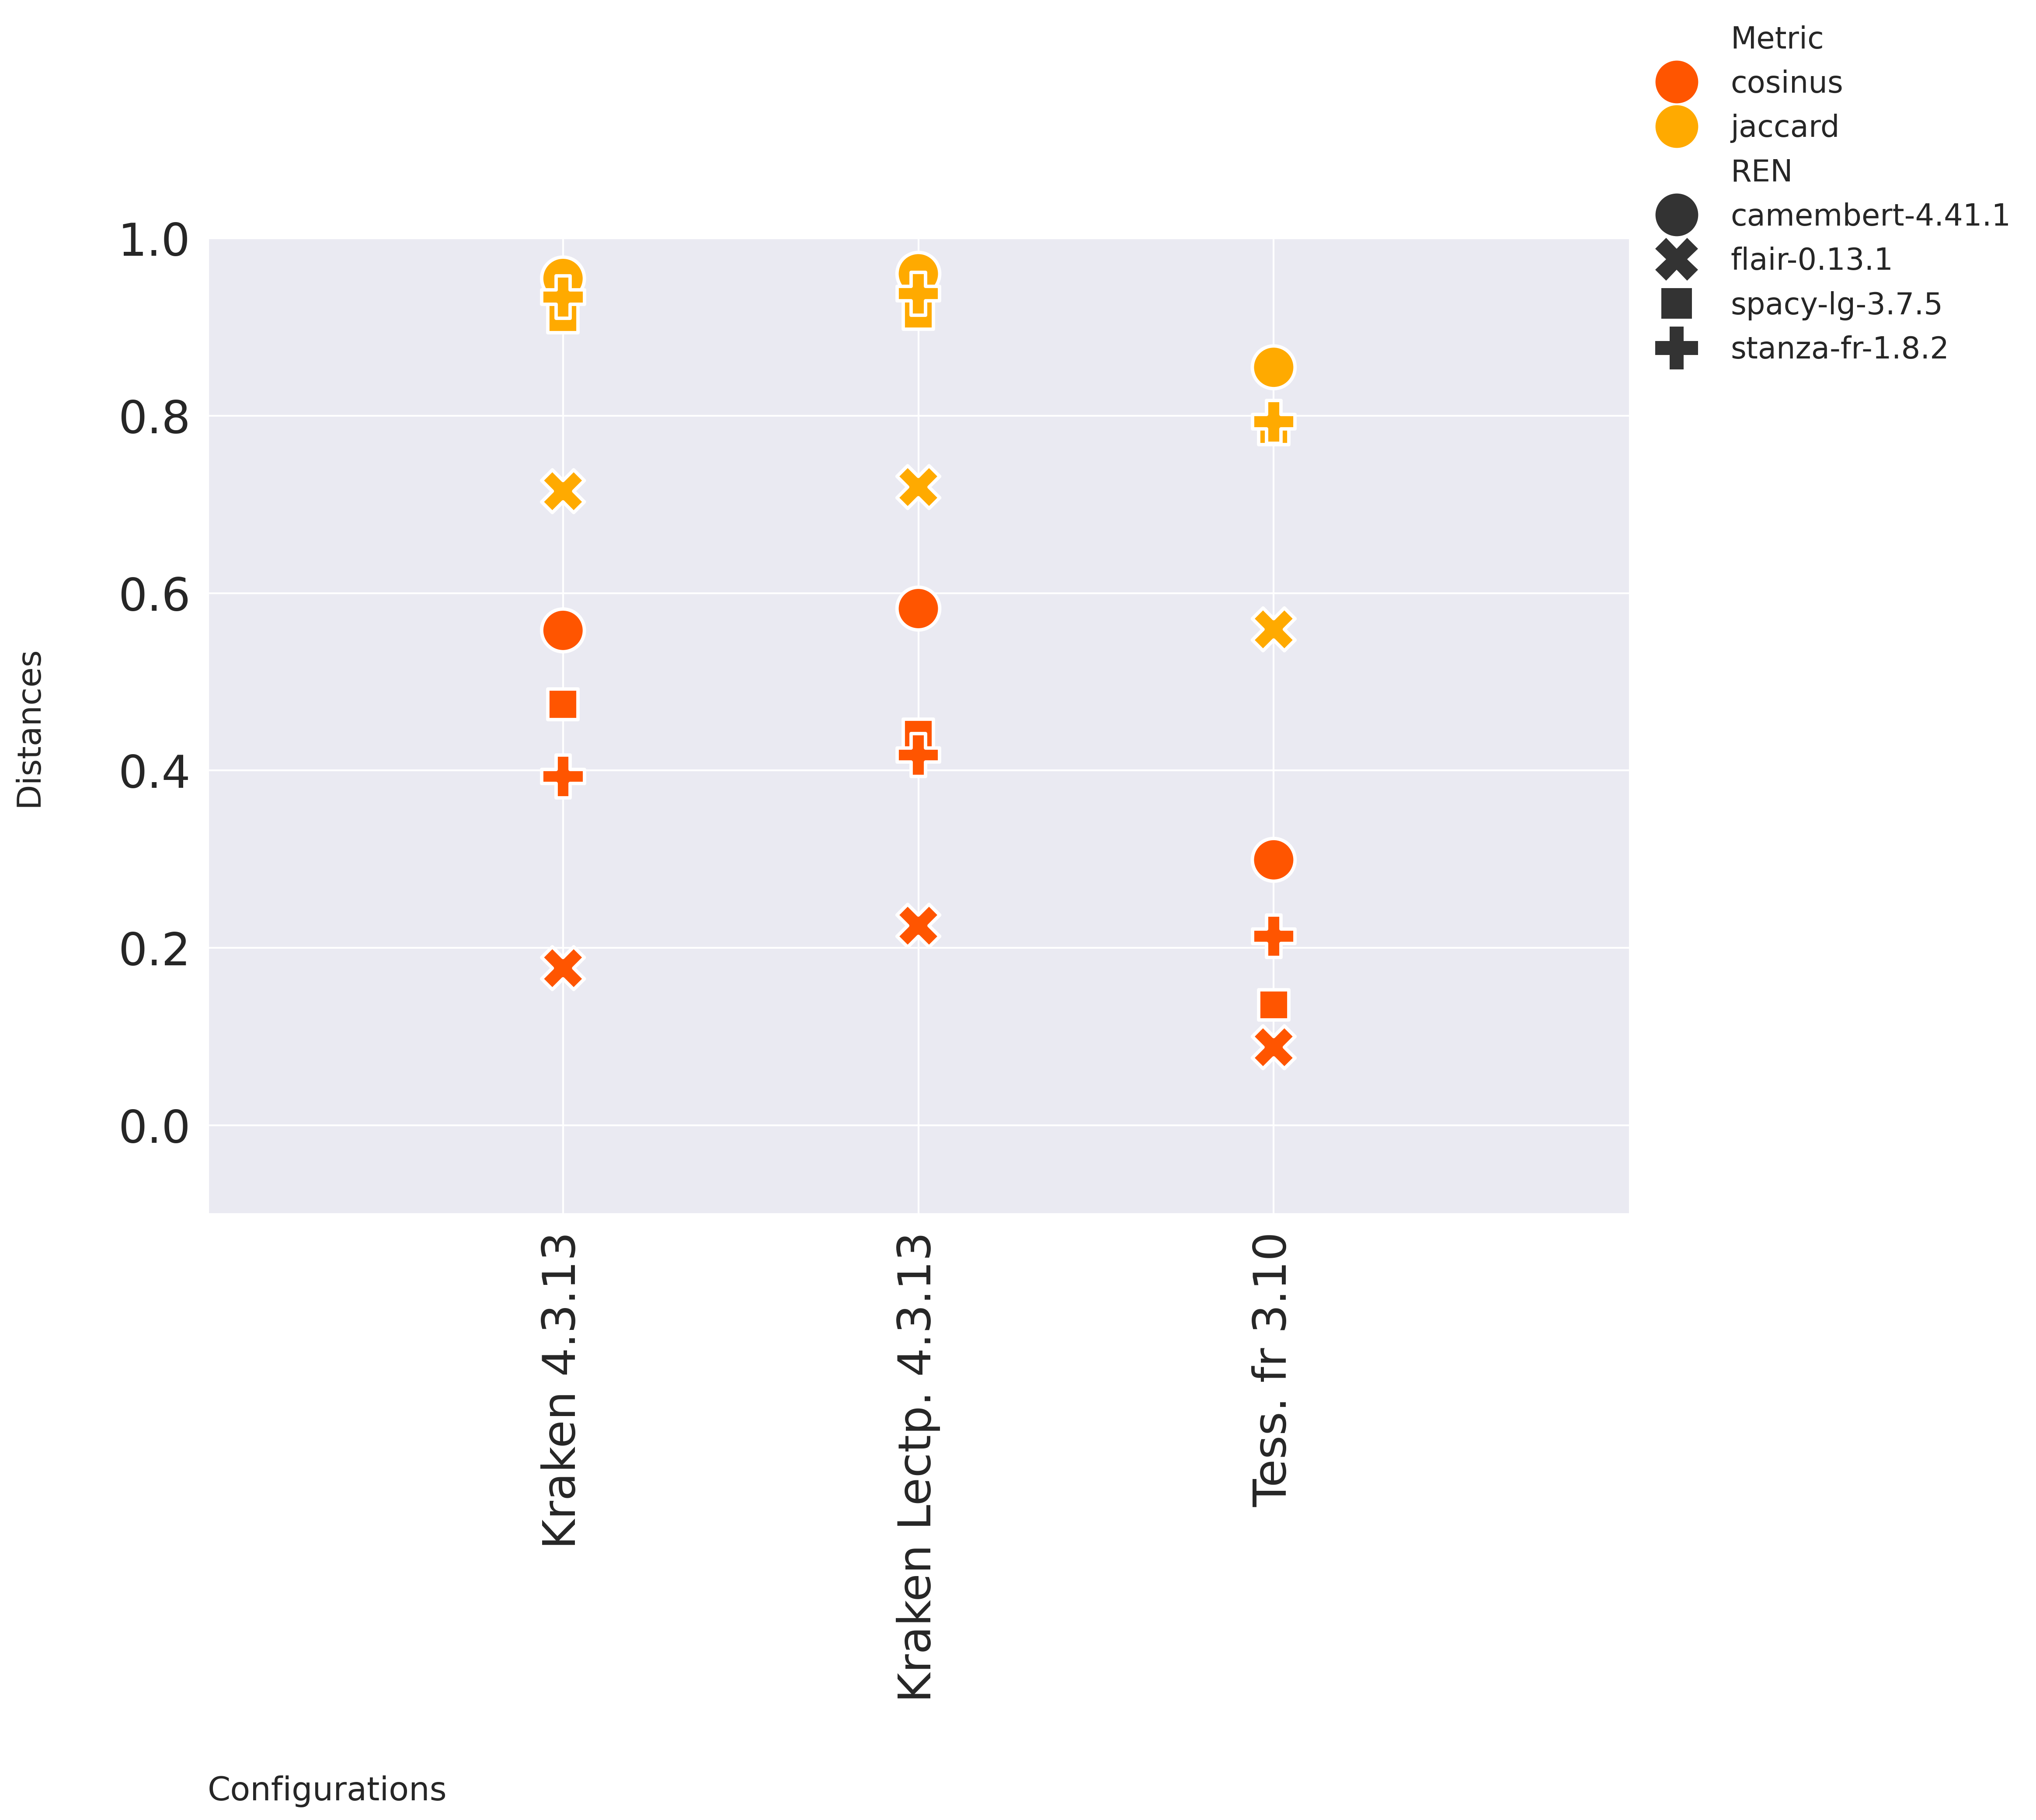 Metric
cosinus
jaccard
REN
camembert-4.41.1
flair-0.13.1
spacy-lg-3.7.5
stanza-fr-1.8.2
1.0
0.8
0.6
0.4
0.2
0.0
Distances
Kraken 4.3.13
Kraken Lectp. 4.3.13
Tess. fr 3.10
Configurations